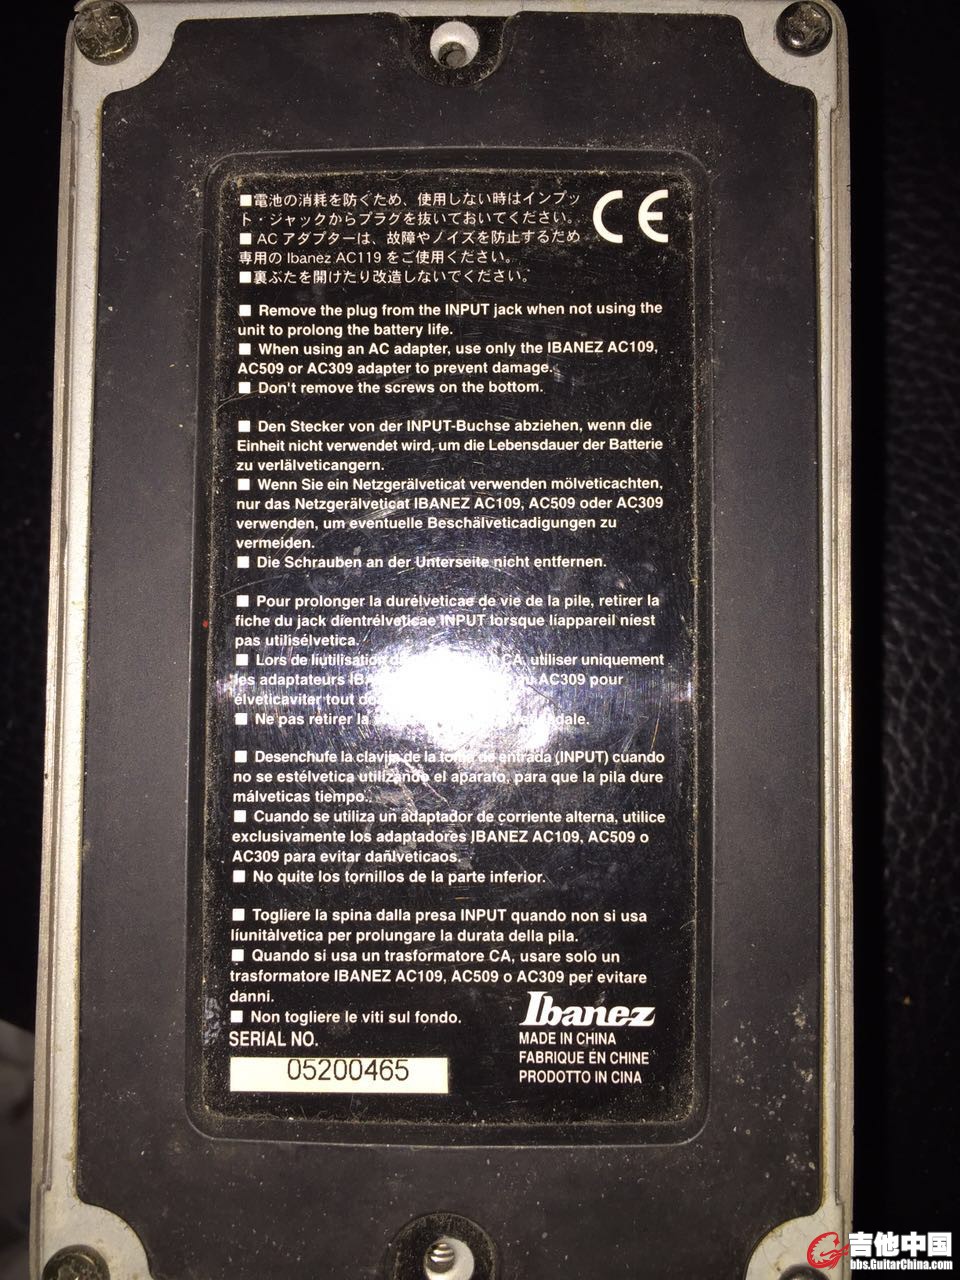 ■電池の消耗を防ぐため、使用しない時はインプッ
ト・ジャックからプラグを抜いておいてください。
■ AC アダプターは、故障やノイズを防止するため
専用の Ibanez AC119 をご使用ください。
■裏ぶたを開けたり改造しないでください。
CE
■ Remove the plug from the INPUT jack when not using the
unit to prolong the battery life.
■ When using an AC adapter, use only the IBANEZ AC109,
AC509 or AC309 adapter to prevent damage.
■ Don't remove the screws on the bottom.
■ Den Stecker von der INPUT-Buchse abziehen, wenn die
Einheit nicht verwendet wird, um die Lebensdauer der Batterie
zu verlälveticangern.
■ Wenn Sie ein Netzgerälveticat verwenden mölveticachten,
nur das Netzgerälveticat IBANEZ AC109, AC509 oder AC309
verwenden, um eventuelle Beschälveticadigungen zu
vermeiden.
■ Die Schrauben an der Unterseite nicht entfernen.
■ Pour prolonger la durélveticae de vie de la pile, retirer la
fiche du jack díentrélveticae INPUT lorsque líappareil níest
pas utilisélvetica.
■ Lors de líutilisation CA, utiliser uniquement
les adaptateurs AC309 pour
élveticaviter tout
■ Ne pas retirer la
■ Desenchufe la clavija de la toma de entrada (INPUT) cuando
no se estélvetica utilizando el aparato, para que la pila dure
málveticas tiempo..
■ Cuando se utiliza un adaptador de corriente alterna, utilice
exclusivamente los adaptadores IBANEZ AC109, AC509 o
AC309 para evitar dañlveticaos.
■ No quite los tornillos de la parte inferior.
■ Togliere la spina dalla presa INPUT quando non si usa
líunitàlvetica per prolungare la durata della pila.
■ Quando si usa un trasformatore CA, usare solo un
trasformatore IBANEZ AC109, AC509 o AC309 per evitare
danni.
■ Non togliere le viti sul fondo.
Ibanez
SERIAL NO.
05200465
MADE IN CHINA
FABRIQUE ÉN CHINE
PRODOTTO IN CINA
吉他中国
bbs.GuitarChina.com